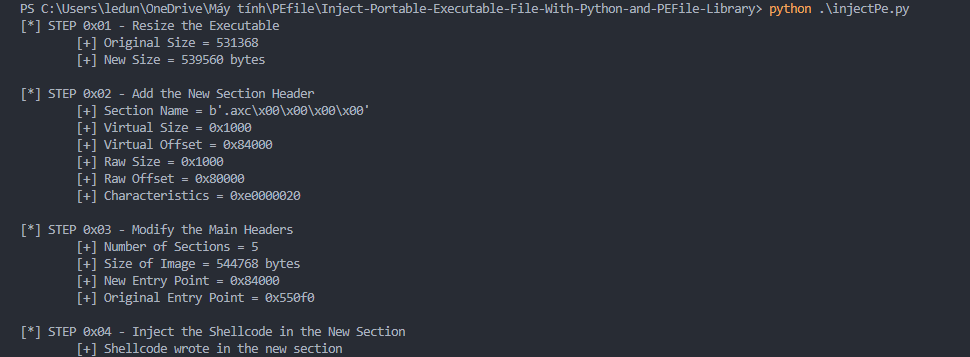 PS C:\Users\ledun\OneDrive\Máy tính\PEfile\Inject-Portable-Executable-File-With-Python-and-PEFile-Library> python .\injectPe.py
[*] STEP 0x01 - Resize the Executable
[+] Original Size = 531368
[+] New Size = 539560 bytes
[*] STEP 0x02 - Add the New Section Header
[+] Section Name = b'.axc\x00\x00\x00\x00'
[+] Virtual Size = 0x1000
[+] Virtual Offset = 0x84000
[+] Raw Size = 0x1000
[+] Raw Offset = 0x80000
[+] Characteristics = 0xe0000020
[*] STEP 0x03 - Modify the Main Headers
[+] Number of Sections = 5
[+] Size of Image = 544768 bytes
[+] New Entry Point = 0x84000
[+] Original Entry Point = 0x550f0
[*] STEP 0x04 - Inject the Shellcode in the New Section
[+] Shellcode wrote in the new section